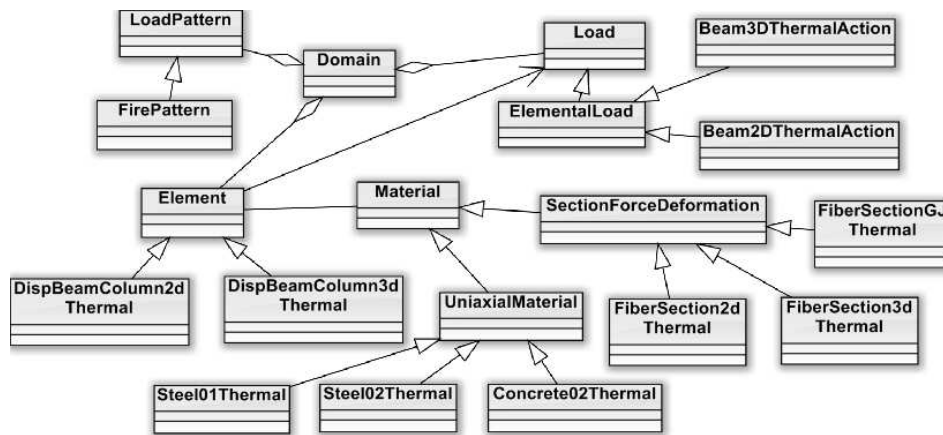 LoadPattern
Load
Beam3DThermalAction
Domain
FirePattern
ElementalLoad
Beam2DThermalAction
Element
Material
SectionForceDeformation
FiberSectionGJ
Thermal
DispBeamColumn2d
Thermal
DispBeamColumn3d
Thermal
UniaxialMaterial
FiberSection2d
Thermal
FiberSection3d
Thermal
Steel01Thermal
Steel02Thermal
Concrete02Thermal